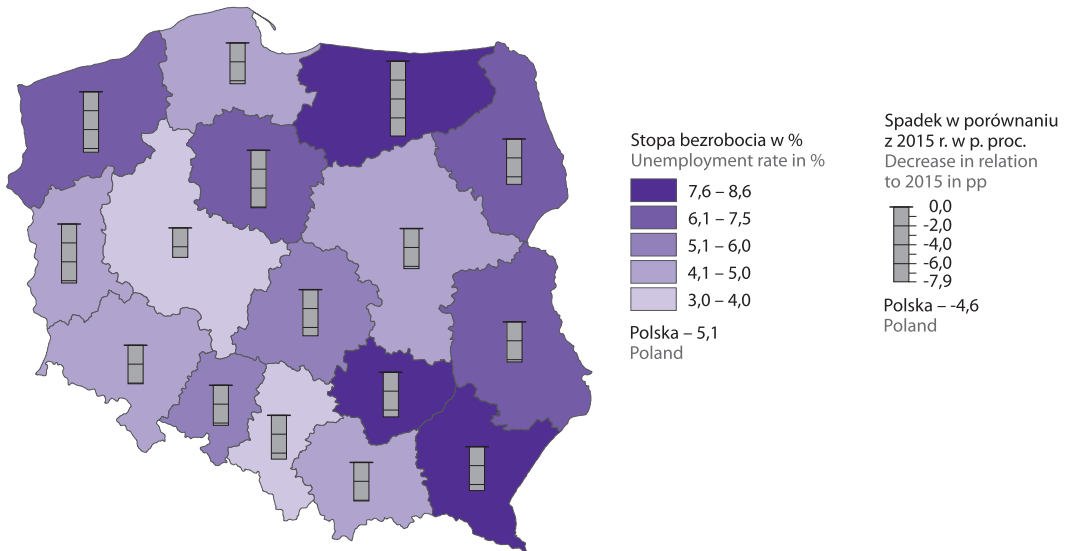 Stopa bezrobocia w %
Unemployment rate in %
7,6 – 8,6
6,1 – 7,5
5,1 – 6,0
4,1 – 5,0
3,0 – 4,0
Polska – 5,1
Poland
Spadek w porównaniu
z 2015 r. w p. proc.
Decrease in relation
to 2015 in pp
0,0
-2,0
-4,0
-6,0
-7,9
Polska – -4,6
Poland